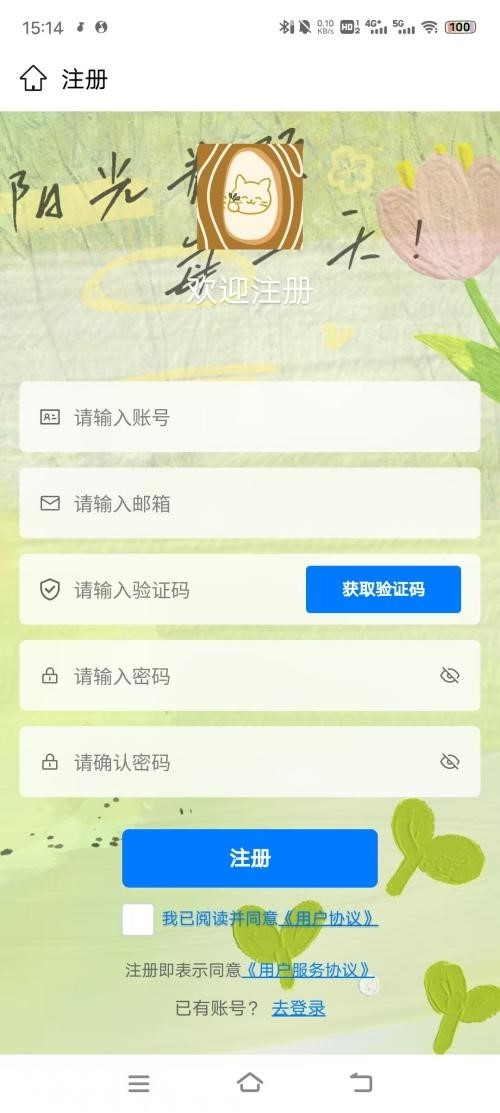 15:14
0.10 KB/s HD 1 2 4G+ 5G 100
注册
阳光
天！
欢迎注册
请输入账号
请输入邮箱
请输入验证码 获取验证码
请输入密码
请确认密码
注册
我已阅读并同意《用户协议》
注册即表示同意《用户服务协议》
已有账号？ 去登录